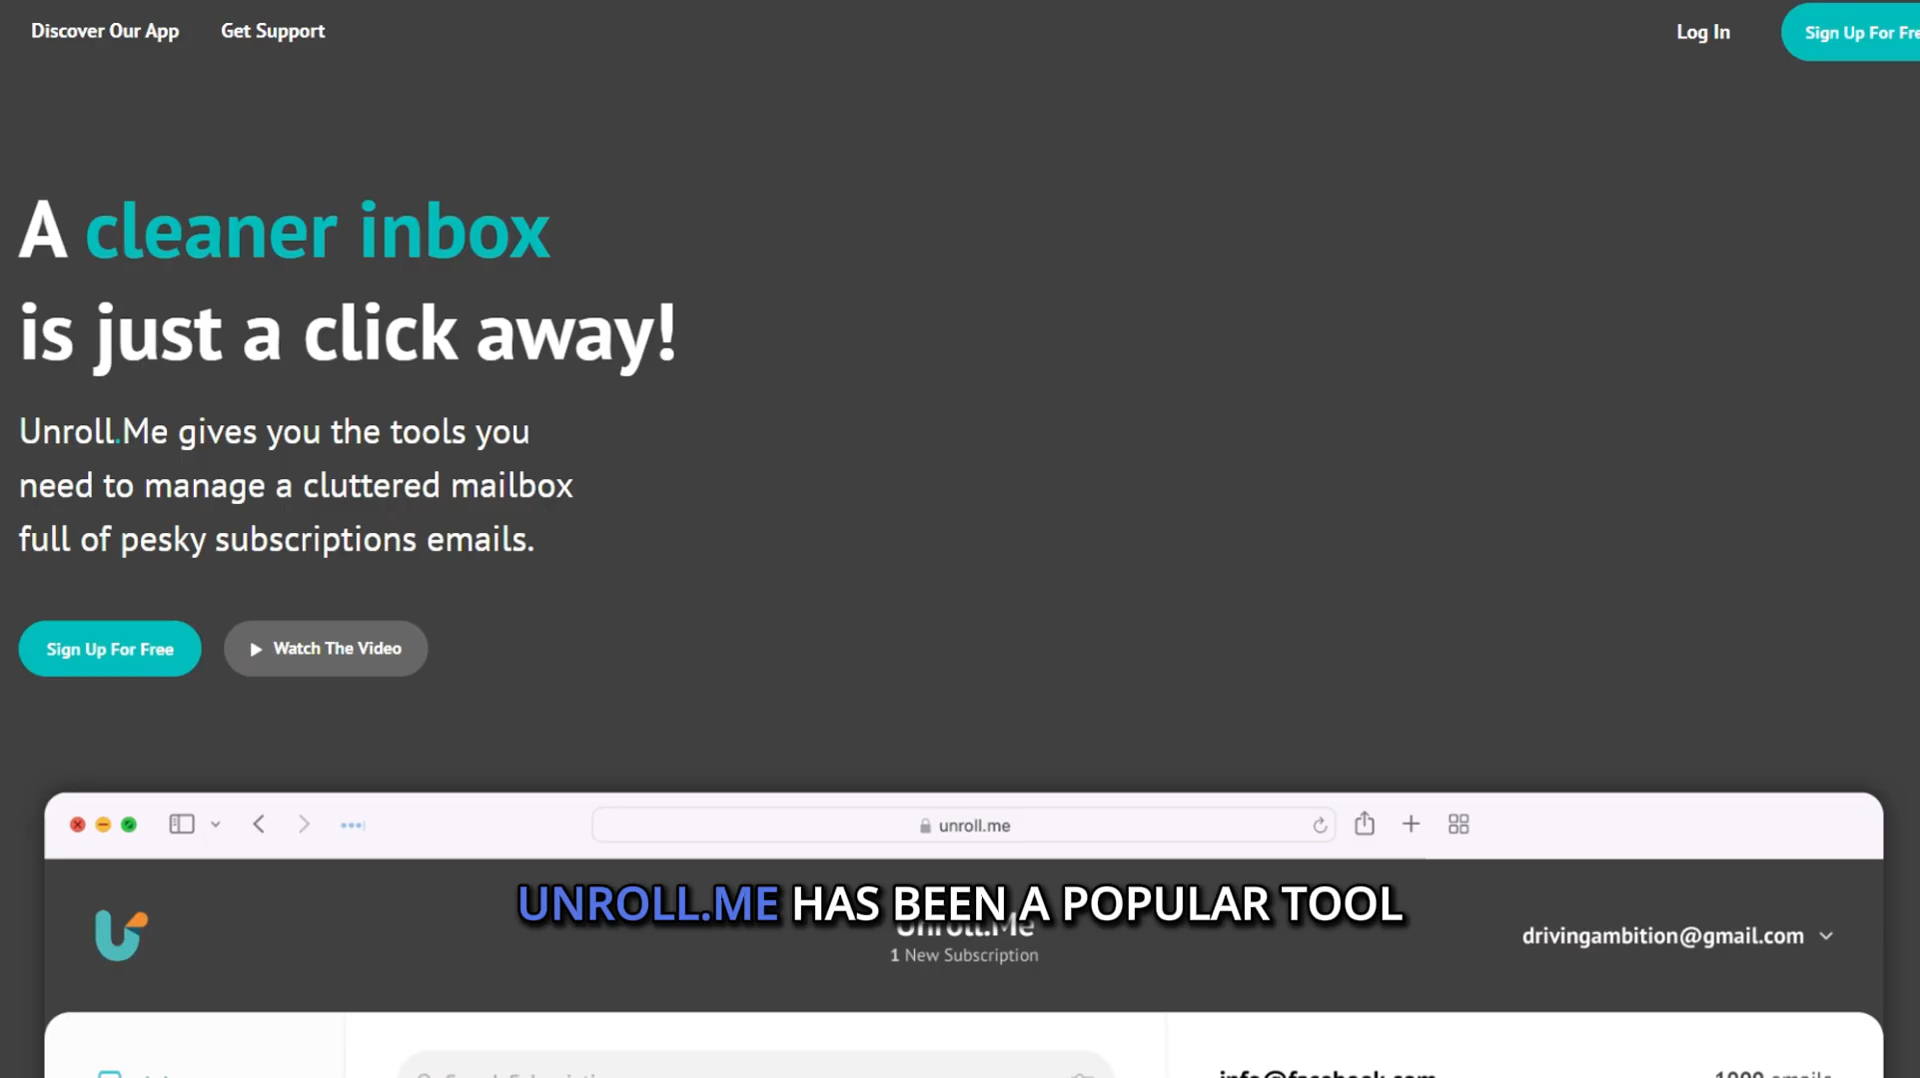 Discover Our App
Get Support
Log In
Sign Up For Fre
A cleaner inbox
is just a click away!
Unroll.Me gives you the tools you
need to manage a cluttered mailbox
full of pesky subscriptions emails.
Sign Up For Free
Watch The Video
unroll.me
UNROLL.ME HAS BEEN A POPULAR TOOL
Unroll.Me
1 New Subscription
drivingambition@gmail.com
info@facebook.com